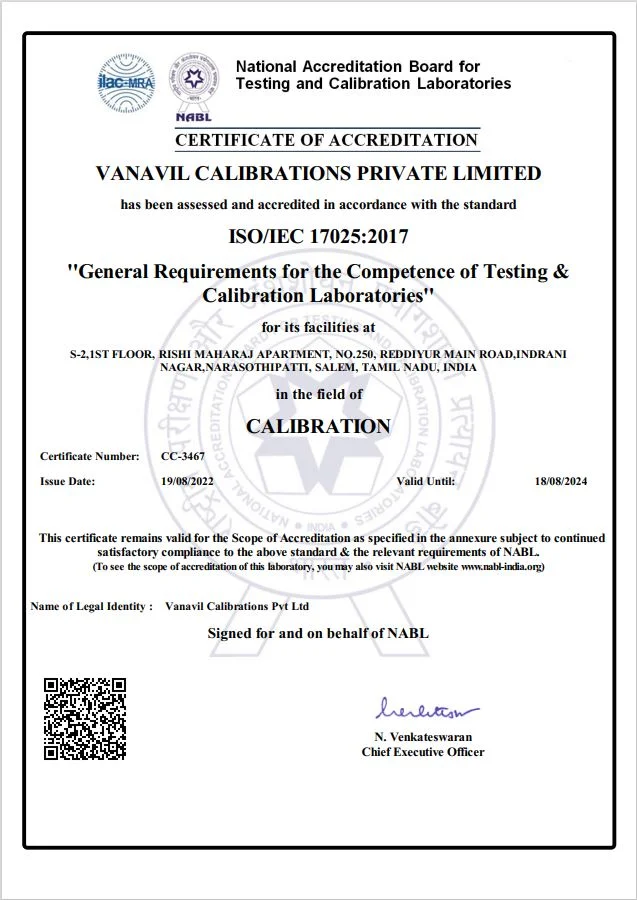 ilac-MRA
NABL
National Accreditation Board for
Testing and Calibration Laboratories
CERTIFICATE OF ACCREDITATION
VANAVIL CALIBRATIONS PRIVATE LIMITED
has been assessed and accredited in accordance with the standard
ISO/IEC 17025:2017
"General Requirements for the Competence of Testing &
Calibration Laboratories"
for its facilities at
S-2,1ST FLOOR, RISHI MAHARAJ APARTMENT, NO.250, REDDIYUR MAIN ROAD,INDRANI
NAGAR,NARASOTHIPATTI, SALEM, TAMIL NADU, INDIA
in the field of
CALIBRATION
Certificate Number: CC-3467
Issue Date: 19/08/2022 Valid Until: 18/08/2024
This certificate remains valid for the Scope of Accreditation as specified in the annexure subject to continued
satisfactory compliance to the above standard & the relevant requirements of NABL.
(To see the scope of accreditation of this laboratory, you may also visit NABL website www.nabl-india.org)
Name of Legal Identity : Vanavil Calibrations Pvt Ltd
Signed for and on behalf of NABL
N. Venkateswaran
Chief Executive Officer